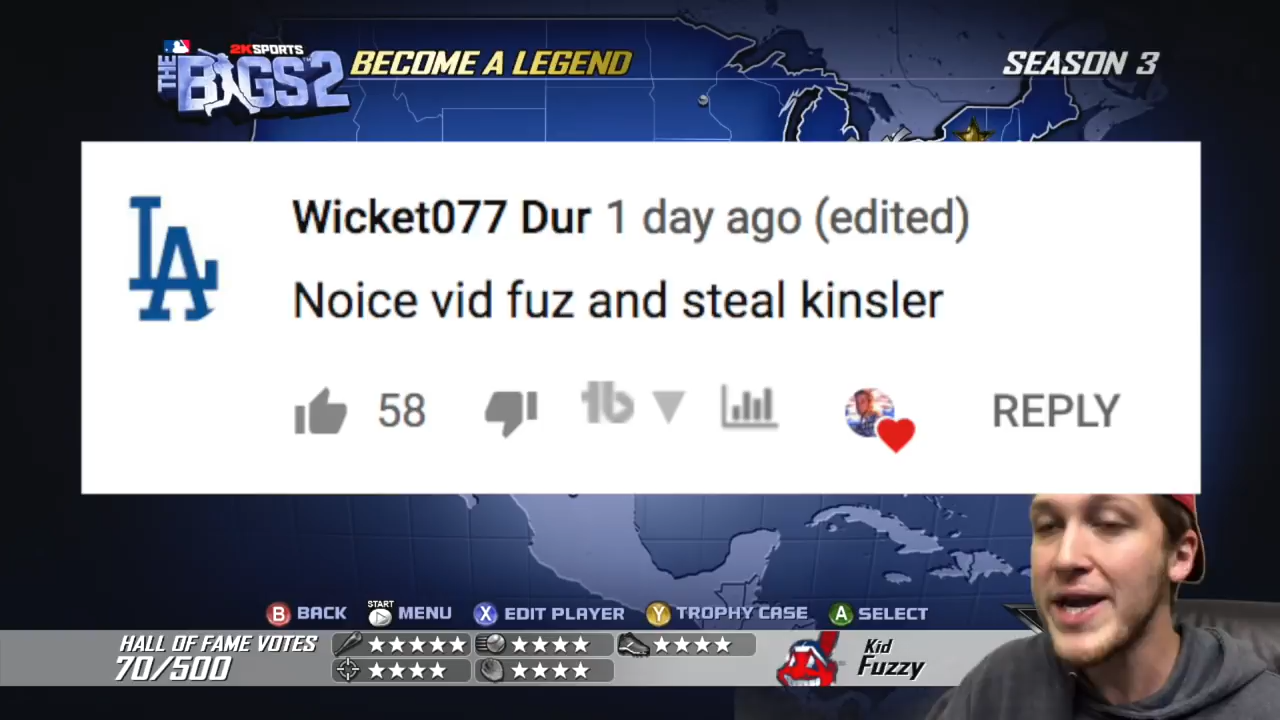 2KSPORTS
THE BIGS 2
BECOME A LEGEND
SEASON 3
LA
Wicket077 Dur 1 day ago (edited)
Noice vid fuz and steal kinsler
58
tb
REPLY
B BACK START MENU X EDIT PLAYER Y TROPHY CASE A SELECT
HALL OF FAME VOTES
70/500
Kid
Fuzzy